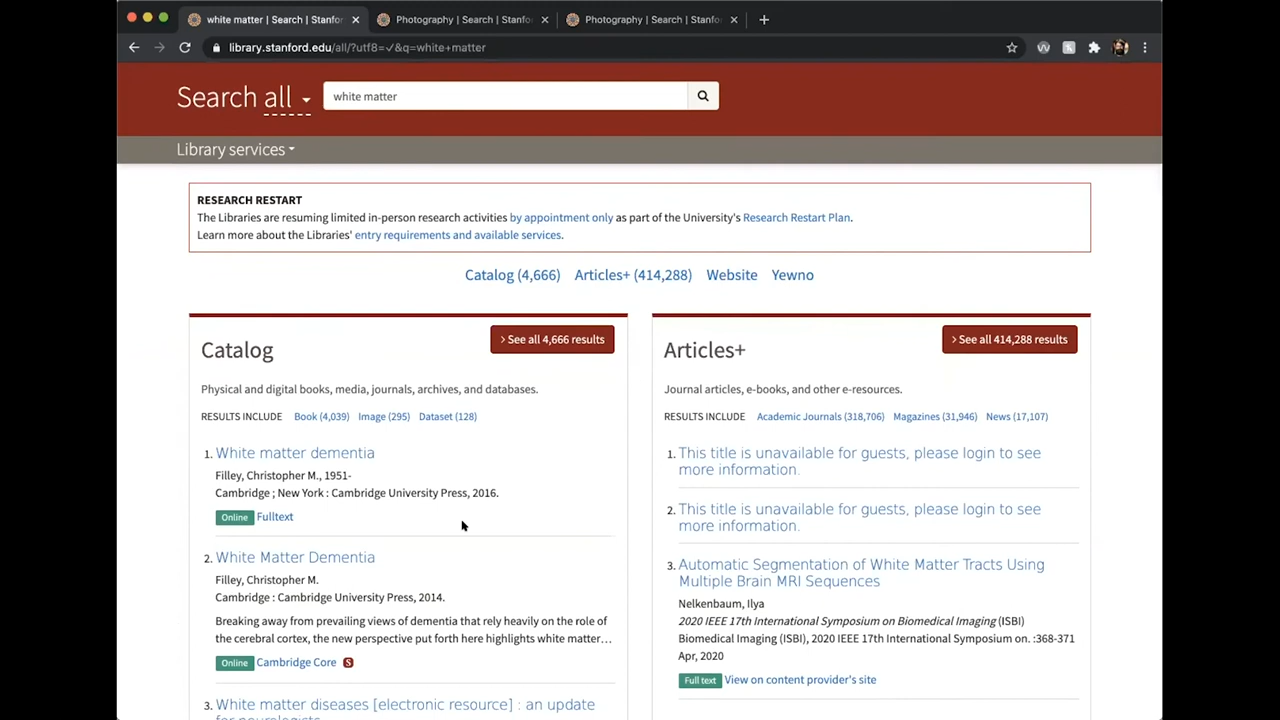 white matter | Search | Stanfor
Photography | Search | Stanfo
Photography | Search | Stanfo
library.stanford.edu/all/?utf8=✓&q=white+matter
Search all
white matter
Library services
RESEARCH RESTART
The Libraries are resuming limited in-person research activities by appointment only as part of the University's Research Restart Plan.
Learn more about the Libraries' entry requirements and available services.
Catalog (4,666) Articles+ (414,288) Website Yewno
Catalog
> See all 4,666 results
Physical and digital books, media, journals, archives, and databases.
RESULTS INCLUDE Book (4,039) Image (295) Dataset (128)
1. White matter dementia
Filley, Christopher M., 1951-
Cambridge ; New York : Cambridge University Press, 2016.
Online Fulltext
2. White Matter Dementia
Filley, Christopher M.
Cambridge : Cambridge University Press, 2014.
Breaking away from prevailing views of dementia that rely heavily on the role of
the cerebral cortex, the new perspective put forth here highlights white matter...
Online Cambridge Core S
3. White matter diseases [electronic resource] : an update
for neurologists
Articles+
> See all 414,288 results
Journal articles, e-books, and other e-resources.
RESULTS INCLUDE Academic Journals (318,706) Magazines (31,946) News (17,107)
1. This title is unavailable for guests, please login to see
more information.
2. This title is unavailable for guests, please login to see
more information.
3. Automatic Segmentation of White Matter Tracts Using
Multiple Brain MRI Sequences
Nelkenbaum, Ilya
2020 IEEE 17th International Symposium on Biomedical Imaging (ISBI)
Biomedical Imaging (ISBI), 2020 IEEE 17th International Symposium on. :368-371
Apr, 2020
Full text View on content provider's site